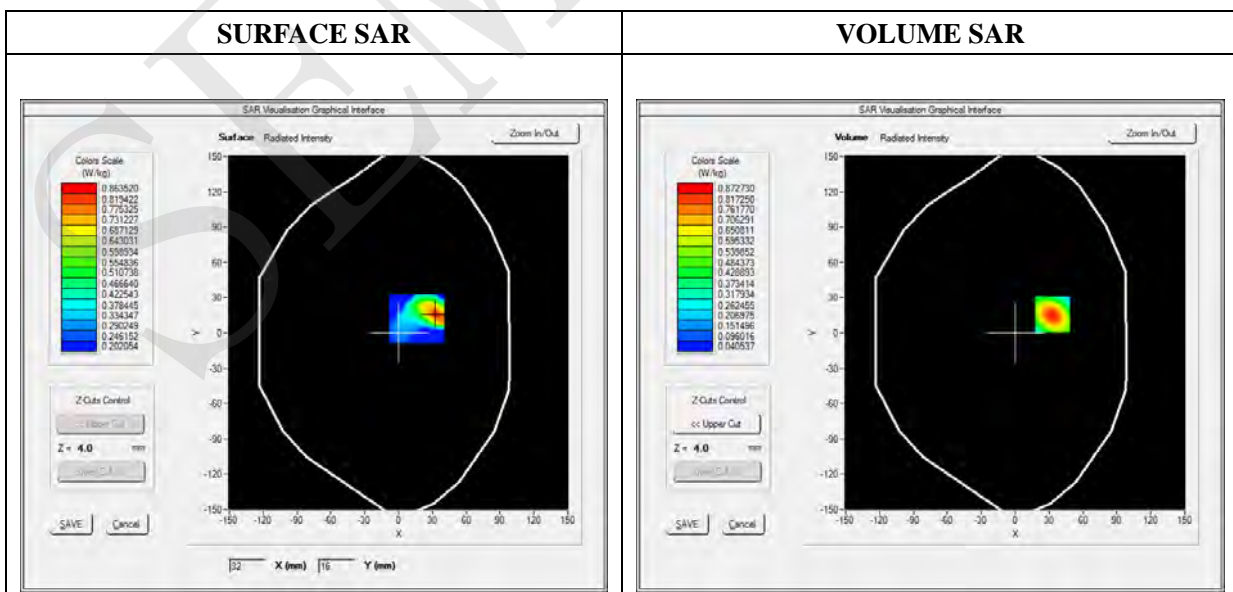 SURFACE SAR
VOLUME SAR
SAR Visualisation Graphical Interface
Surface Radiated Intensity
Zoom In/Out
Colors Scale
(W/kg)
0.863520
0.819422
0.775325
0.731227
0.687129
0.643031
0.598934
0.554836
0.510738
0.466640
0.422543
0.378445
0.334347
0.290249
0.246152
0.202054
Z-Cuts Control
<< Upper Cut
Z = 4.0 mm
SAVE
Cancel
150
120
90
60
30
0
-30
-60
-90
-120
-150
Y
-150 -120 -90 -60 -30 0 30 60 90 120 150
X
32 X (mm) 16 Y (mm)
SAR Visualisation Graphical Interface
Volume Radiated Intensity
Zoom In/Out
Colors Scale
(W/kg)
0.872730
0.817250
0.761770
0.706291
0.650811
0.595332
0.539852
0.484373
0.428893
0.373414
0.317934
0.262455
0.206975
0.151496
0.096016
0.040537
Z-Cuts Control
<< Upper Cut
Z = 4.0 mm
SAVE
Cancel
150
120
90
60
30
0
-30
-60
-90
-120
-150
Y
-150 -120 -90 -60 -30 0 30 60 90 120 150
X